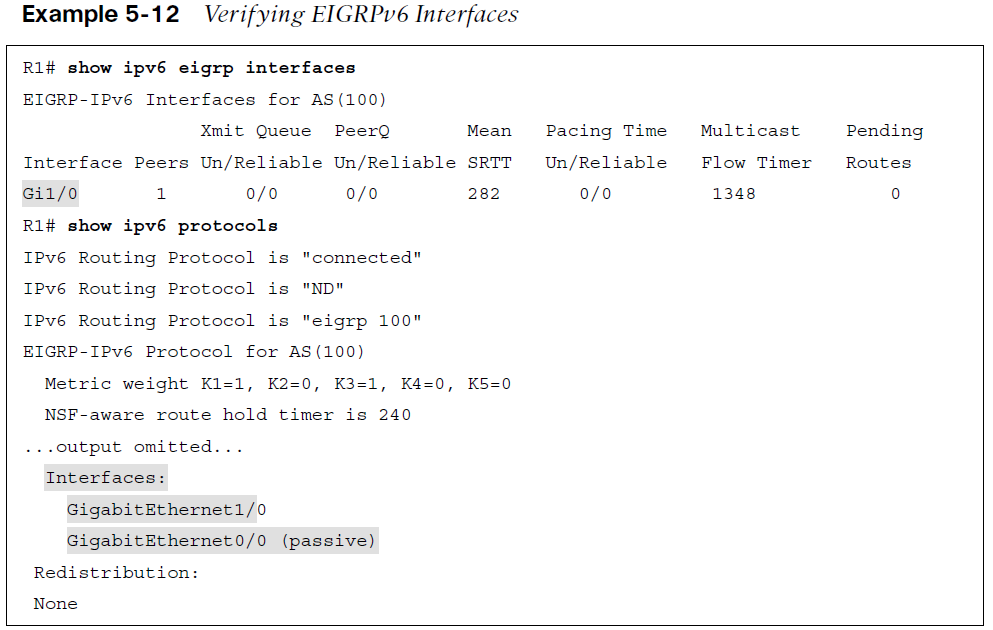 Example 5-12 Verifying EIGRPv6 Interfaces
R1# show ipv6 eigrp interfaces
EIGRP-IPv6 Interfaces for AS(100)
Xmit Queue PeerQ Mean Pacing Time Multicast Pending
Interface Peers Un/Reliable Un/Reliable SRTT Un/Reliable Flow Timer Routes
Gi1/0 1 0/0 0/0 282 0/0 1348 0
R1# show ipv6 protocols
IPv6 Routing Protocol is "connected"
IPv6 Routing Protocol is "ND"
IPv6 Routing Protocol is "eigrp 100"
EIGRP-IPv6 Protocol for AS(100)
Metric weight K1=1, K2=0, K3=1, K4=0, K5=0
NSF-aware route hold timer is 240
...output omitted...
Interfaces:
GigabitEthernet1/0
GigabitEthernet0/0 (passive)
Redistribution:
None